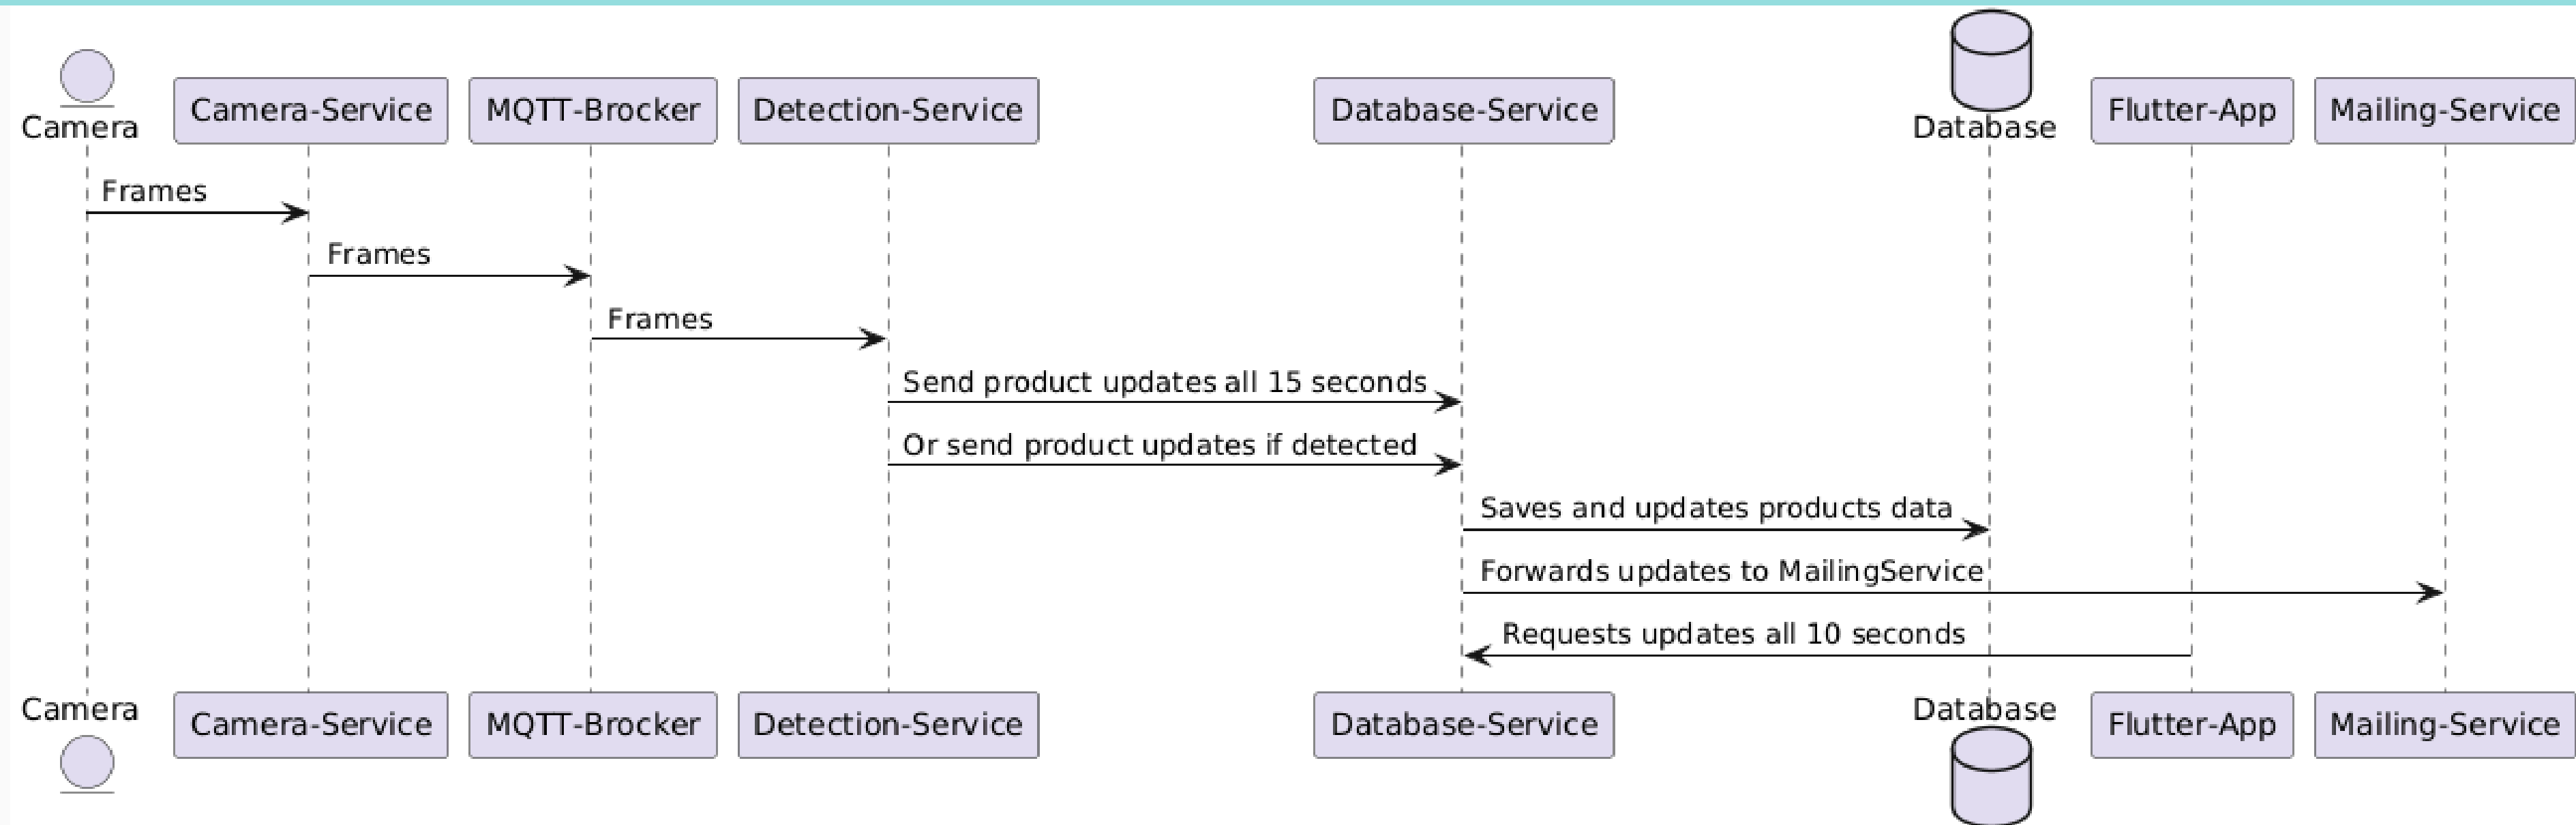 Camera
Camera-Service
MQTT-Brocker
Detection-Service
Database-Service
Database
Flutter-App
Mailing-Service
Frames
Frames
Frames
Send product updates all 15 seconds
Or send product updates if detected
Saves and updates products data
Forwards updates to MailingService
Requests updates all 10 seconds
Camera
Camera-Service
MQTT-Brocker
Detection-Service
Database-Service
Database
Flutter-App
Mailing-Service